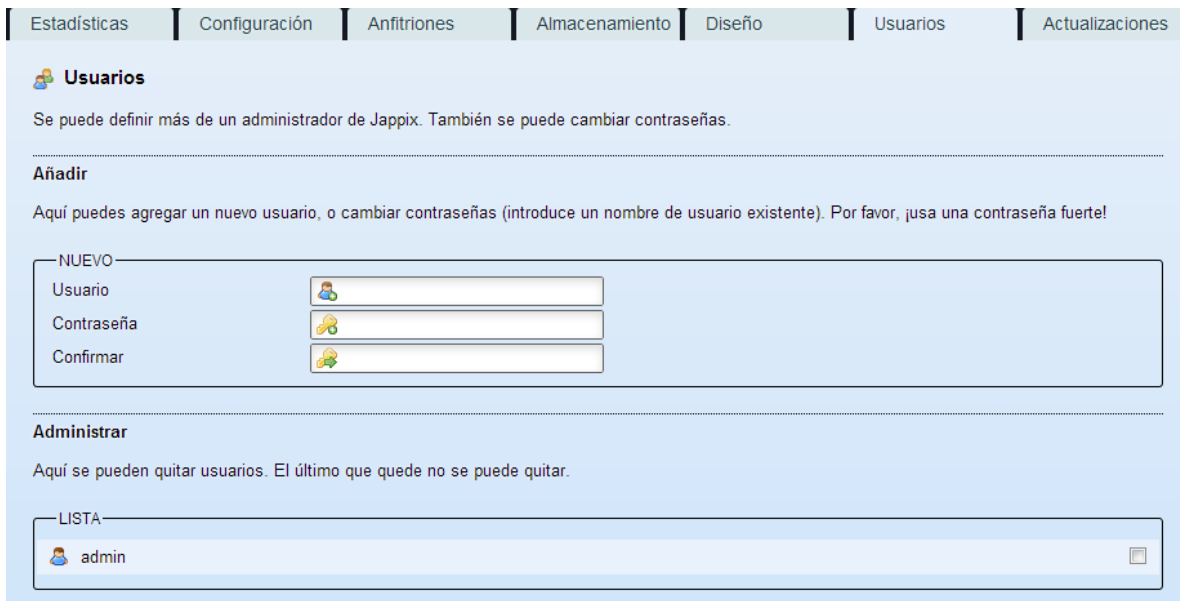 Estadísticas Configuración Anfitriones Almacenamiento Diseño Usuarios Actualizaciones
Usuarios
Se puede definir más de un administrador de Jappix. También se puede cambiar contraseñas.
Añadir
Aquí puedes agregar un nuevo usuario, o cambiar contraseñas (introduce un nombre de usuario existente). Por favor, ¡usa una contraseña fuerte!
NUEVO
Usuario
Contraseña
Confirmar
Administrar
Aquí se pueden quitar usuarios. El último que quede no se puede quitar.
LISTA
admin